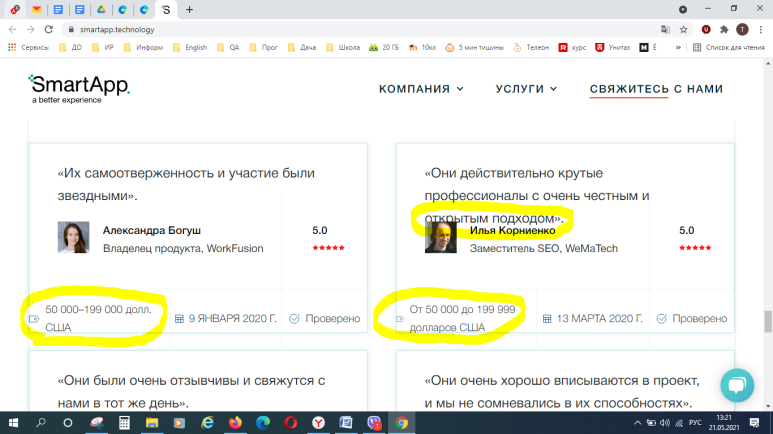 smartapp.technology
T
Сервисы ДО ИР Информ English QA Прог Дача Школа 20 ГБ 10кл 5 мин тишины Телеон курс Унитаз Ё » Список для чтения
SmartApp.
a better experience
КОМПАНИЯ УСЛУГИ СВЯЖИТЕСЬ С НАМИ
«Их самоотверженность и участие были
звездными».
Александра Богуш 5.0
Владелец продукта, WorkFusion
50 000–199 000 долл.
США
9 ЯНВАРЯ 2020 Г.
Проверено
«Они действительно крутые
профессионалы с очень честным и
открытым подходом».
Илья Корниенко 5.0
Заместитель SEO, WeMaTech
От 50 000 до 199 999
долларов США
13 МАРТА 2020 Г.
Проверено
«Они были очень отзывчивы и свяжутся с
нами в тот же день».
«Они очень хорошо вписываются в проект,
и мы не сомневались в их способностях».
РУС
13:21
21.05.2021